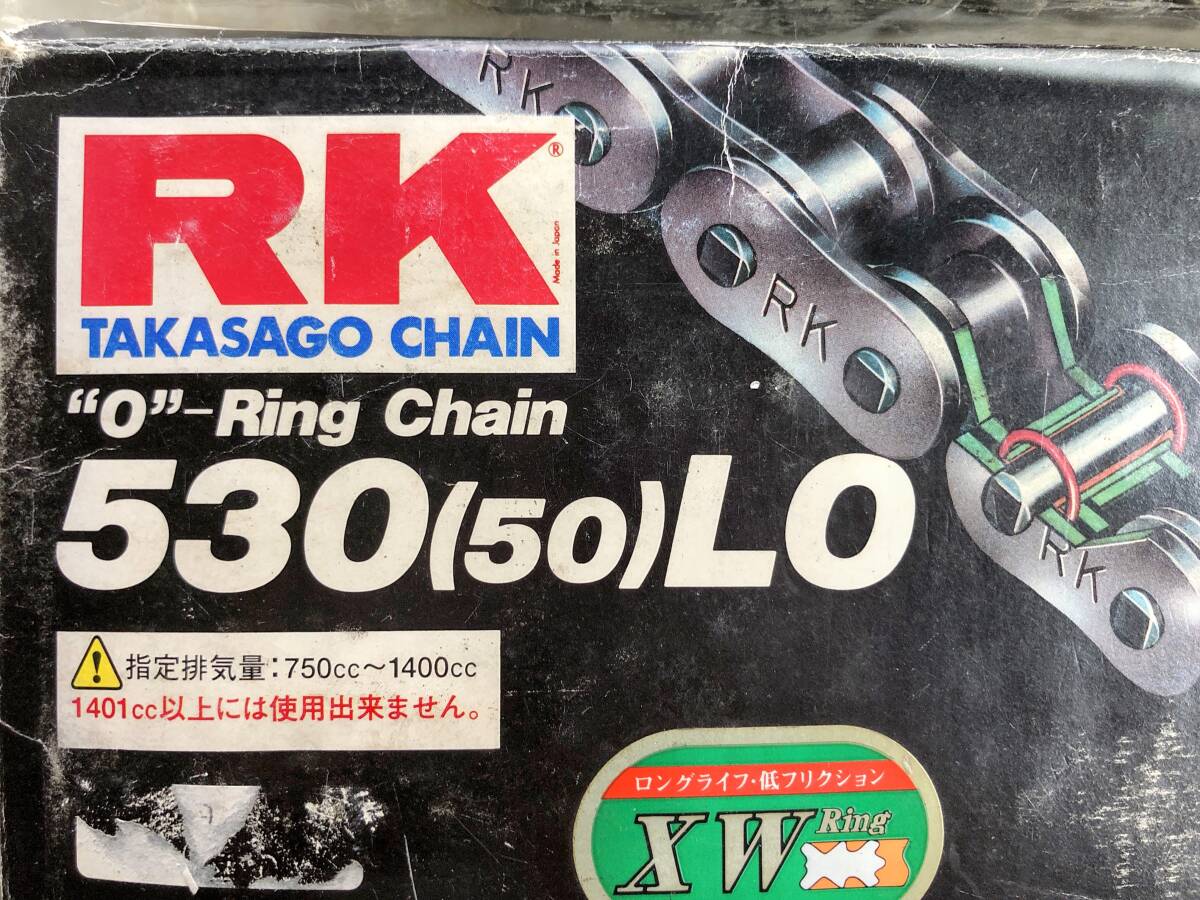 RK®
Made in Japan
TAKASAGO CHAIN
“O”-Ring Chain
530(50)LO
指定排気量:750cc〜1400cc
1401cc以上には使用出来ません。
ロングライフ・低フリクション
XW Ring
RK
RK
RK